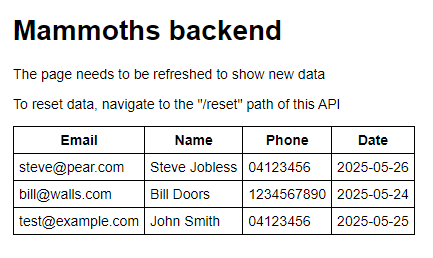 Mammoths backend
The page needs to be refreshed to show new data
To reset data, navigate to the "/reset" path of this API
Email Name Phone Date
steve@pear.com Steve Jobless 04123456 2025-05-26
bill@walls.com Bill Doors 1234567890 2025-05-24
test@example.com John Smith 04123456 2025-05-25